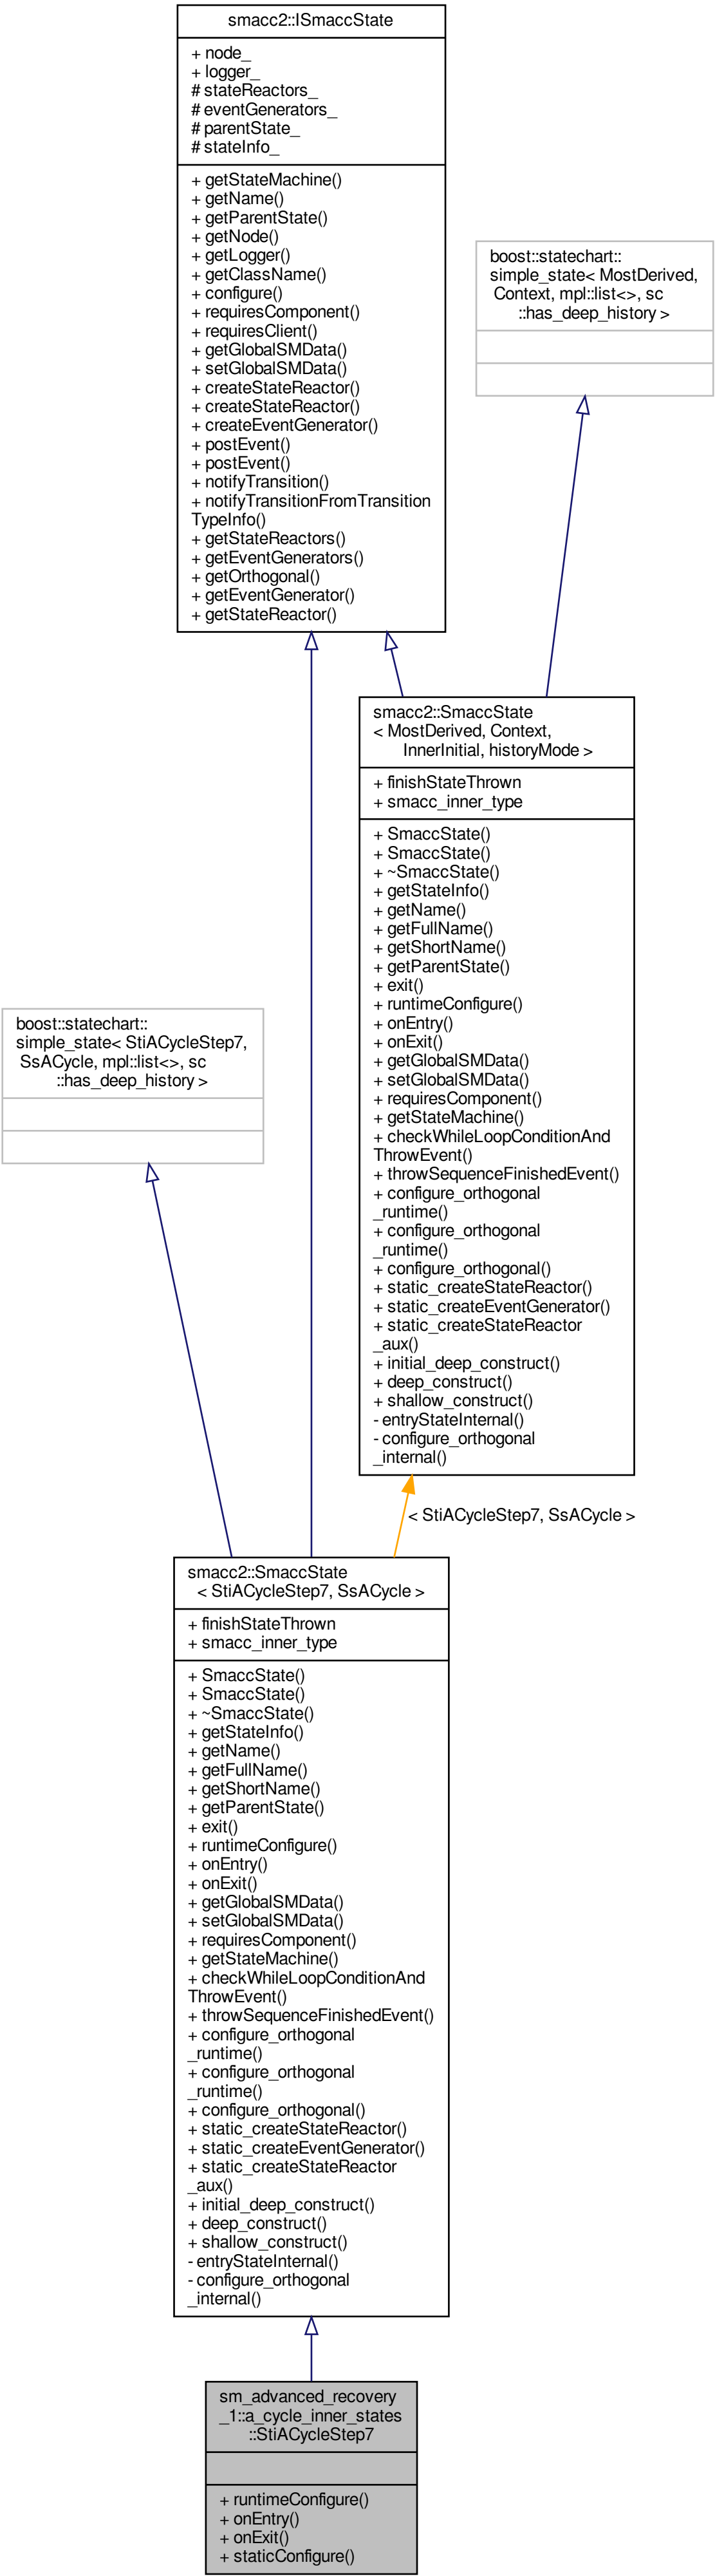 smacc2::ISmaccState
+ node_
+ logger_
# stateReactors_
# eventGenerators_
# parentState_
# stateInfo_
+ getStateMachine()
+ getName()
+ getParentState()
+ getNode()
+ getLogger()
+ getClassName()
+ configure()
+ requiresComponent()
+ requiresClient()
+ getGlobalSMData()
+ setGlobalSMData()
+ createStateReactor()
+ createStateReactor()
+ createEventGenerator()
+ postEvent()
+ postEvent()
+ notifyTransition()
+ notifyTransitionFromTransition
TypeInfo()
+ getStateReactors()
+ getEventGenerators()
+ getOrthogonal()
+ getEventGenerator()
+ getStateReactor()
boost::statechart::
simple_state< MostDerived,
Context, mpl::list<>, sc
::has_deep_history >
smacc2::SmaccState
< MostDerived, Context,
InnerInitial, historyMode >
+ finishStateThrown
+ smacc_inner_type
+ SmaccState()
+ SmaccState()
+ ~SmaccState()
+ getStateInfo()
+ getName()
+ getFullName()
+ getShortName()
+ getParentState()
+ exit()
+ runtimeConfigure()
+ onEntry()
+ onExit()
+ getGlobalSMData()
+ setGlobalSMData()
+ requiresComponent()
+ getStateMachine()
+ checkWhileLoopConditionAnd
ThrowEvent()
+ throwSequenceFinishedEvent()
+ configure_orthogonal
_runtime()
+ configure_orthogonal
_runtime()
+ configure_orthogonal()
+ static_createStateReactor()
+ static_createEventGenerator()
+ static_createStateReactor
_aux()
+ initial_deep_construct()
+ deep_construct()
+ shallow_construct()
- entryStateInternal()
- configure_orthogonal
_internal()
boost::statechart::
simple_state< StiACycleStep7,
SsACycle, mpl::list<>, sc
::has_deep_history >
< StiACycleStep7, SsACycle >
smacc2::SmaccState
< StiACycleStep7, SsACycle >
+ finishStateThrown
+ smacc_inner_type
+ SmaccState()
+ SmaccState()
+ ~SmaccState()
+ getStateInfo()
+ getName()
+ getFullName()
+ getShortName()
+ getParentState()
+ exit()
+ runtimeConfigure()
+ onEntry()
+ onExit()
+ getGlobalSMData()
+ setGlobalSMData()
+ requiresComponent()
+ getStateMachine()
+ checkWhileLoopConditionAnd
ThrowEvent()
+ throwSequenceFinishedEvent()
+ configure_orthogonal
_runtime()
+ configure_orthogonal
_runtime()
+ configure_orthogonal()
+ static_createStateReactor()
+ static_createEventGenerator()
+ static_createStateReactor
_aux()
+ initial_deep_construct()
+ deep_construct()
+ shallow_construct()
- entryStateInternal()
- configure_orthogonal
_internal()
sm_advanced_recovery
_1::a_cycle_inner_states
::StiACycleStep7
+ runtimeConfigure()
+ onEntry()
+ onExit()
+ staticConfigure()